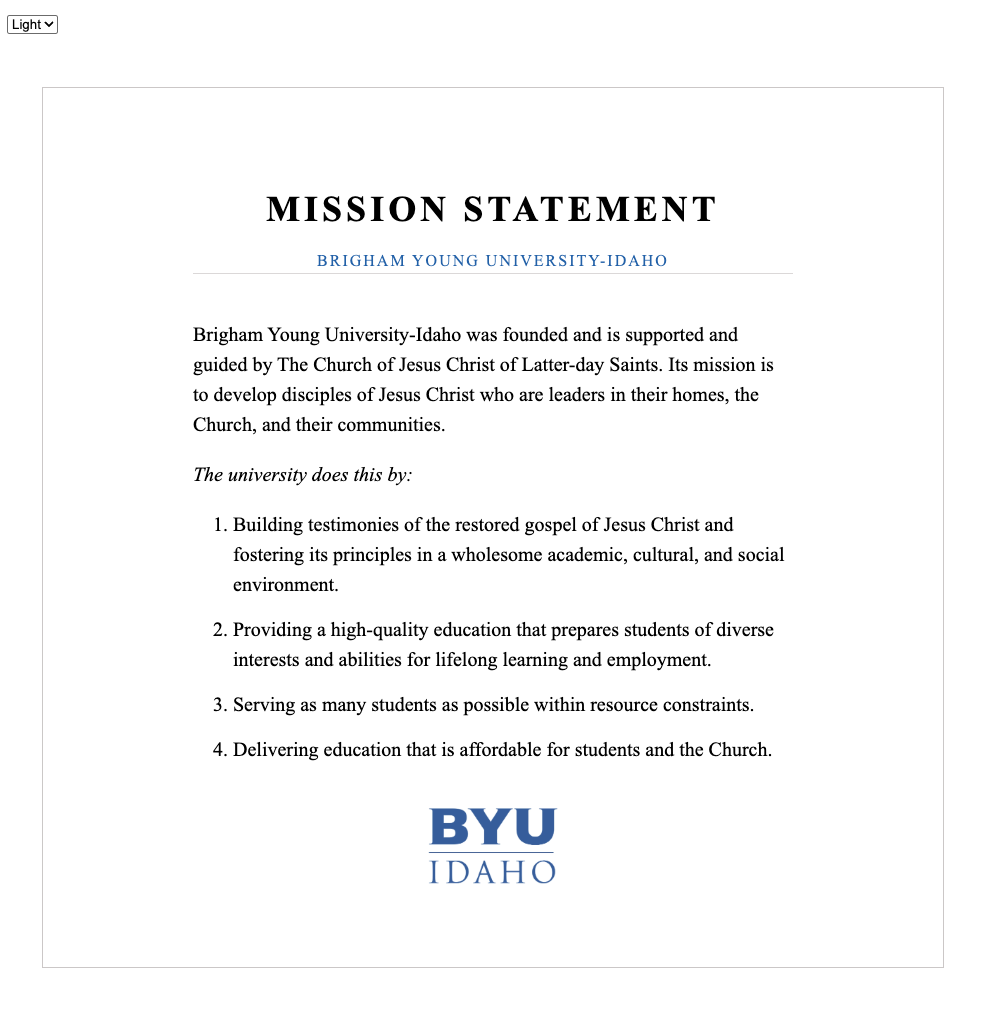 Light
MISSION STATEMENT
BRIGHAM YOUNG UNIVERSITY-IDAHO
Brigham Young University-Idaho was founded and is supported and
guided by The Church of Jesus Christ of Latter-day Saints. Its mission is
to develop disciples of Jesus Christ who are leaders in their homes, the
Church, and their communities.
The university does this by:
1. Building testimonies of the restored gospel of Jesus Christ and
fostering its principles in a wholesome academic, cultural, and social
environment.
2. Providing a high-quality education that prepares students of diverse
interests and abilities for lifelong learning and employment.
3. Serving as many students as possible within resource constraints.
4. Delivering education that is affordable for students and the Church.
BYU
IDAHO